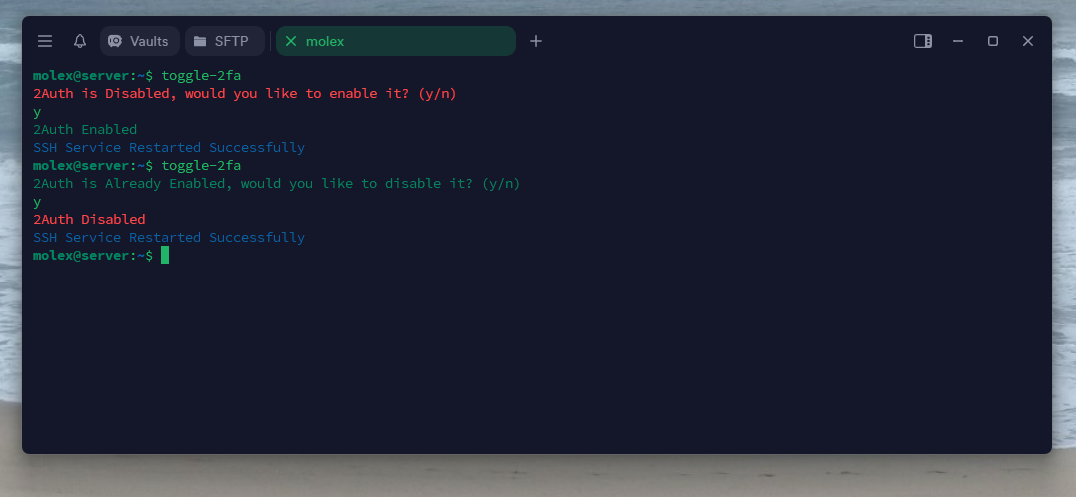 Vaults SFTP molex
molex@server:~$ toggle-2fa
2Auth is Disabled, would you like to enable it? (y/n)
y
2Auth Enabled
SSH Service Restarted Successfully
molex@server:~$ toggle-2fa
2Auth is Already Enabled, would you like to disable it? (y/n)
y
2Auth Disabled
SSH Service Restarted Successfully
molex@server:~$